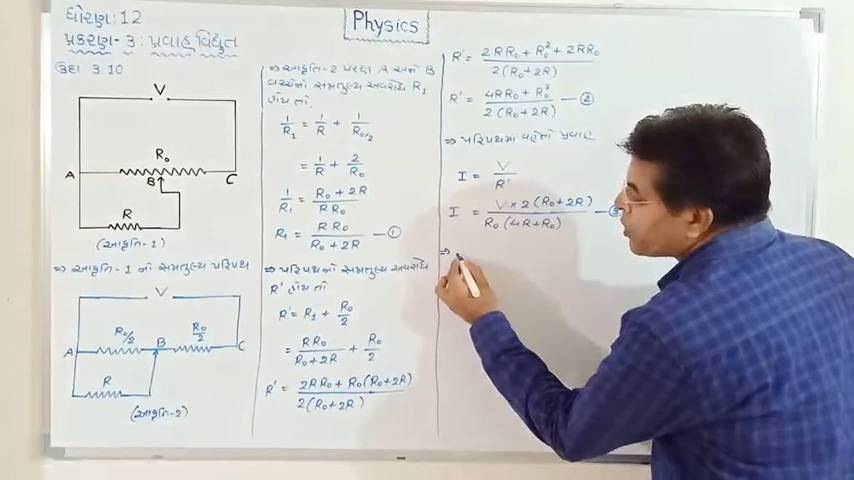 ધોરણ: 12
Physics
પ્રકરણ-3: પ્રવાહ વિદ્યુત
ઉદા 3.10
V
R₀
A B C
R
(આકૃતિ-1)
⇒ આકૃતિ-1 નો સમતુલ્ય પરિપથ
V
R₀/2 R₀/2
A B C
R
(આકૃતિ-2)
⇒ આકૃતિ-2 પરથી A અને B
વચ્ચેનો સમતુલ્ય અવરોધ R₁
હોય તો,
1/R₁ = 1/R + 1/(R₀/2)
= 1/R + 2/R₀
1/R₁ = (R₀ + 2R)/(R R₀)
R₁ = (R R₀)/(R₀ + 2R) — ①
⇒ પરિપથનો સમતુલ્ય અવરોધ
R' હોય તો
R' = R₁ + R₀/2
= (R R₀)/(R₀ + 2R) + R₀/2
R' = (2RR₀ + R₀(R₀ + 2R))/(2(R₀ + 2R))
R' = (2RR₀ + R₀² + 2RR₀)/(2(R₀ + 2R))
R' = (4RR₀ + R₀²)/(2(R₀ + 2R)) — ②
⇒ પરિપથમાં વહેતો પ્રવાહ
I = V/R'
I = (V × 2(R₀ + 2R))/(R₀(4R + R₀)) — ③
⇒